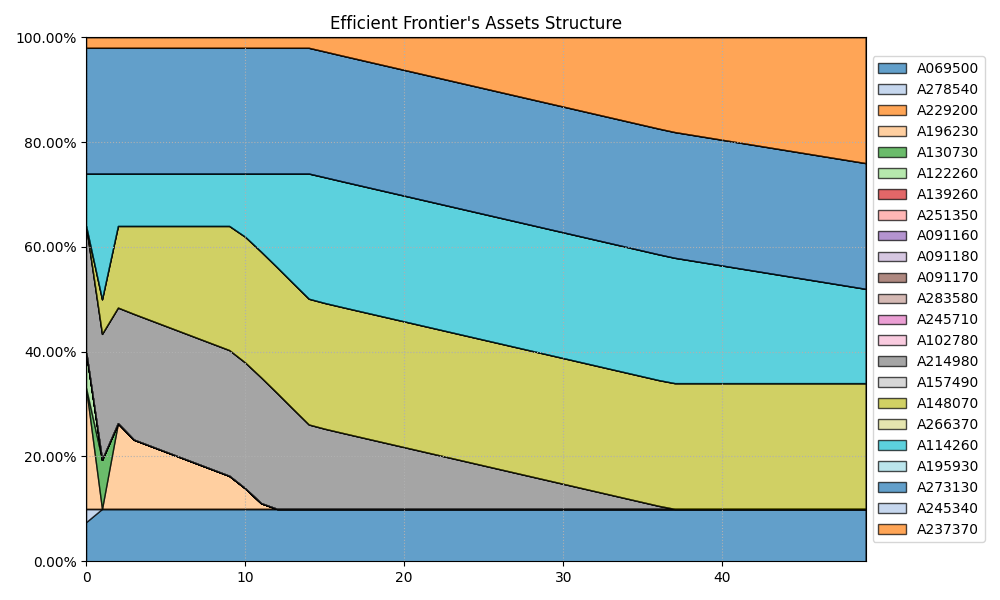 Efficient Frontier's Assets Structure
100.00%
80.00%
60.00%
40.00%
20.00%
0.00%
0
10
20
30
40
A069500
A278540
A229200
A196230
A130730
A122260
A139260
A251350
A091160
A091180
A091170
A283580
A245710
A102780
A214980
A157490
A148070
A266370
A114260
A195930
A273130
A245340
A237370